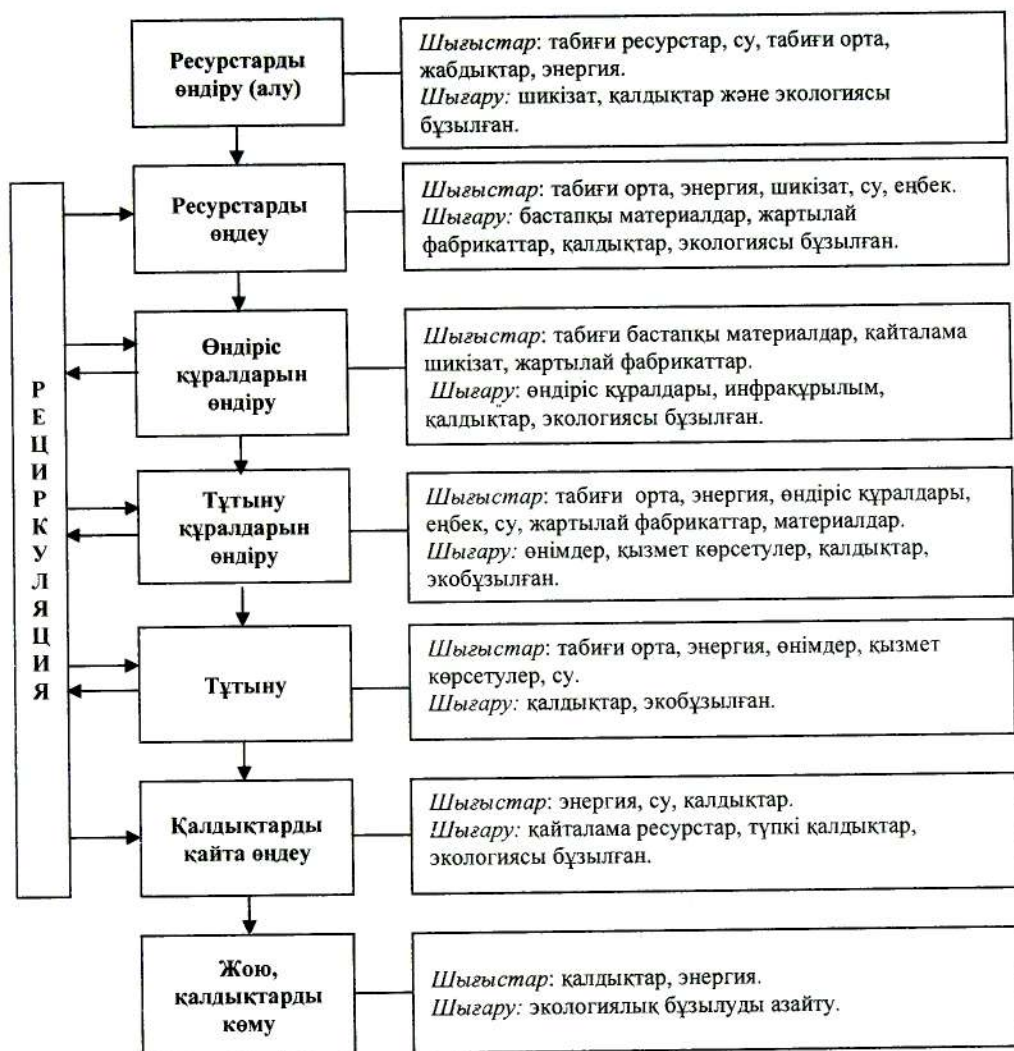 Ресурстарды
өндіру (алу)
Шығыстар: табиғи ресурстар, су, табиғи орта,
жабдықтар, энергия.
Шығару: шикізат, қалдықтар және экологиясы
бұзылған.
Ресурстарды
өңдеу
Шығыстар: табиғи орта, энергия, шикізат, су, еңбек.
Шығару: бастапқы материалдар, жартылай
фабрикаттар, қалдықтар, экологиясы бұзылған.
Өндіріс
құралдарын
өндіру
Шығыстар: табиғи бастапқы материалдар, қайталама
шикізат, жартылай фабрикаттар.
Шығару: өндіріс құралдары, инфрақұрылым,
қалдықтар, экологиясы бұзылған.
РЕЦИРКУЛЯЦИЯ
Тұтыну
құралдарын
өндіру
Шығыстар: табиғи орта, энергия, өндіріс құралдары,
еңбек, су, жартылай фабрикаттар, материалдар.
Шығару: өнімдер, қызмет көрсетулер, қалдықтар,
экобұзылған.
Тұтыну
Шығыстар: табиғи орта, энергия, өнімдер, қызмет
көрсетулер, су.
Шығару: қалдықтар, экобұзылған.
Қалдықтарды
қайта өңдеу
Шығыстар: энергия, су, қалдықтар.
Шығару: қайталама ресурстар, түпкі қалдықтар,
экологиясы бұзылған.
Жою,
қалдықтарды
көму
Шығыстар: қалдықтар, энергия.
Шығару: экологиялық бұзылуды азайту.